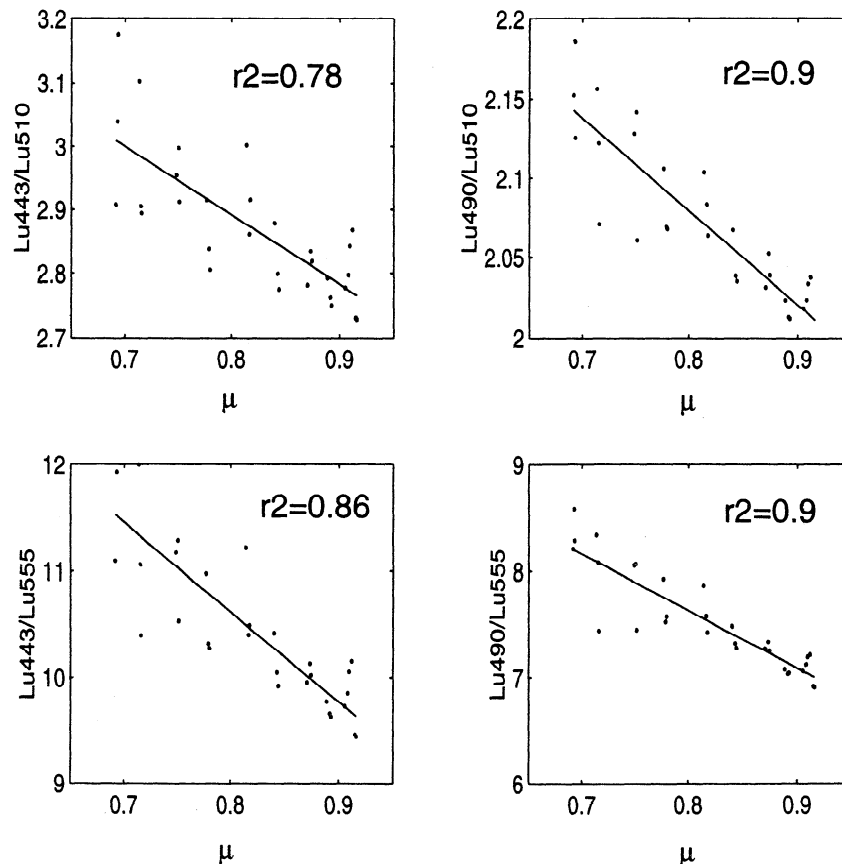 3.2
3.1
3
2.9
2.8
2.7
Lu443/Lu510
r2=0.78
0.7 0.8 0.9
μ
2.2
2.15
2.1
2.05
2
Lu490/Lu510
r2=0.9
0.7 0.8 0.9
μ
12
11
10
9
Lu443/Lu555
r2=0.86
0.7 0.8 0.9
μ
9
8
7
6
Lu490/Lu555
r2=0.9
0.7 0.8 0.9
μ